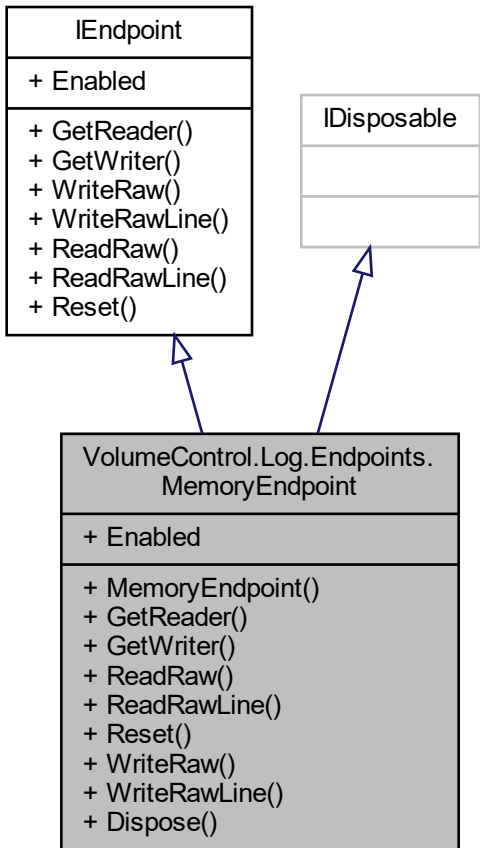 IEndpoint
+ Enabled
+ GetReader()
+ GetWriter()
+ WriteRaw()
+ WriteRawLine()
+ ReadRaw()
+ ReadRawLine()
+ Reset()
IDisposable
VolumeControl.Log.Endpoints.
MemoryEndpoint
+ Enabled
+ MemoryEndpoint()
+ GetReader()
+ GetWriter()
+ ReadRaw()
+ ReadRawLine()
+ Reset()
+ WriteRaw()
+ WriteRawLine()
+ Dispose()